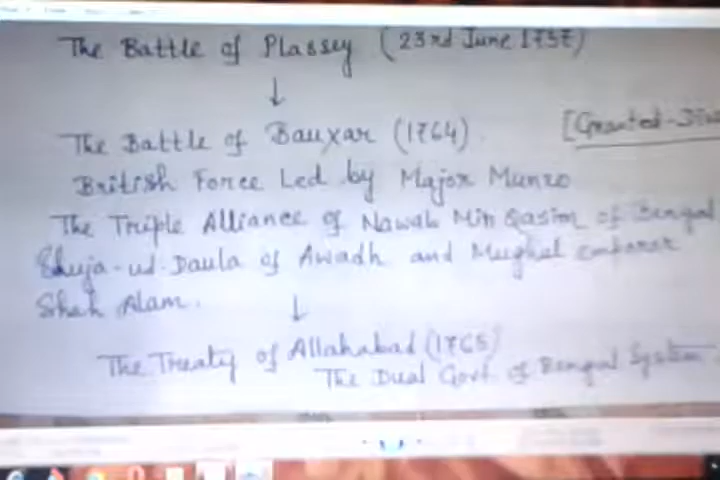 The Battle of Plassey (23rd June 1757)
↓
The Battle of Bauxar (1764).
[Granted-
British Force Led by Major Munro
The Triple Alliance of Nawab Mir Qasim of Bengal
Shuja-ud-Daula of Awadh and Mughal emparar
Shah Alam.
↓
The Treaty of Allahabad (1765)
The Dual Govt. of Bengal System